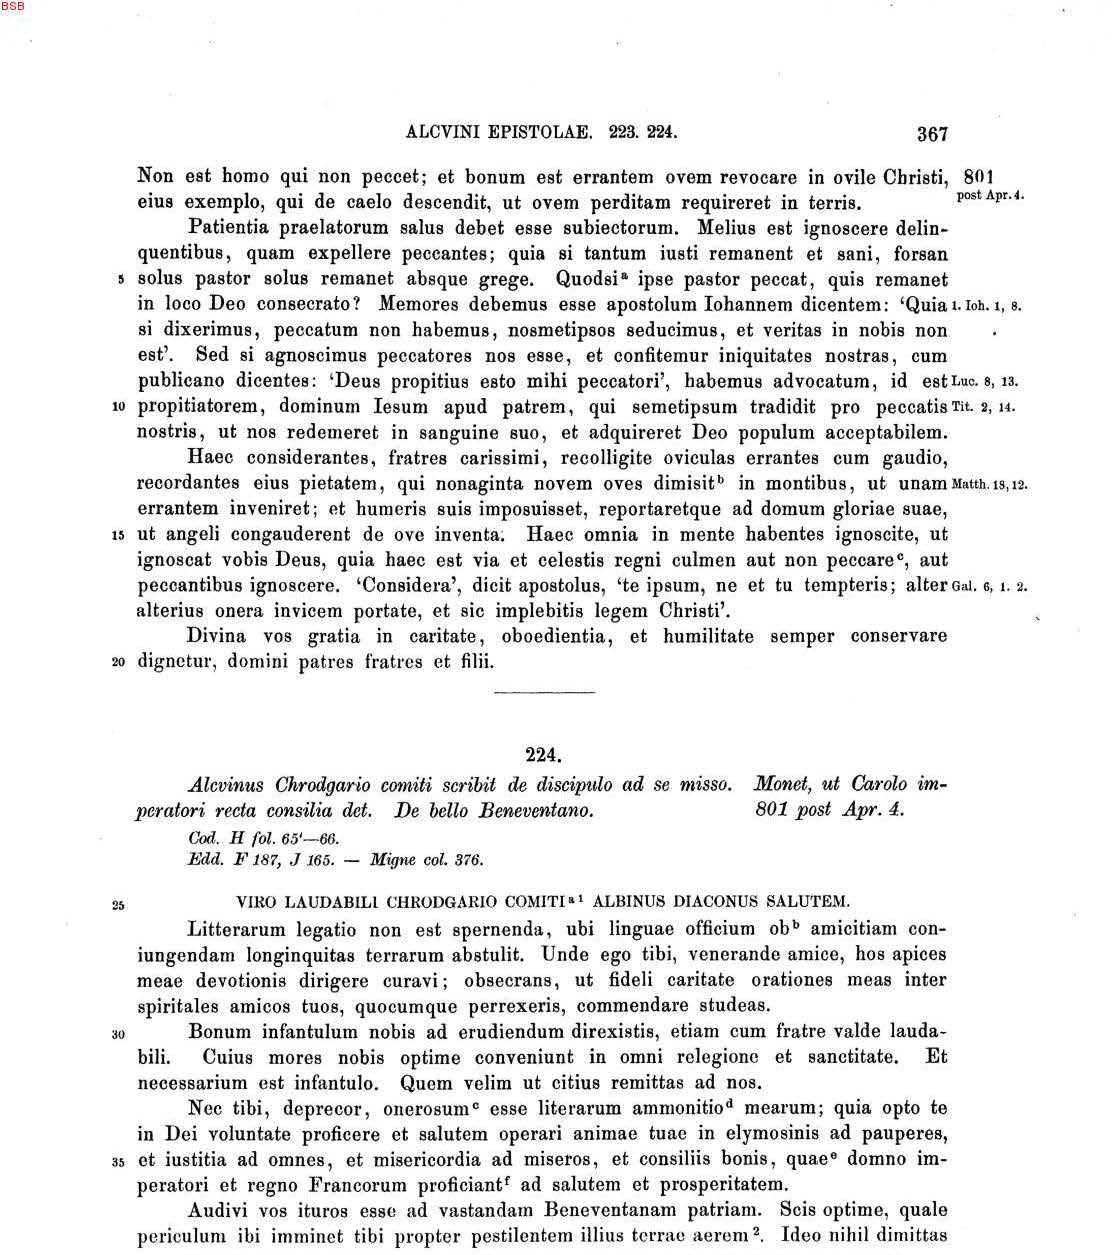 BSB
ALCVINI EPISTOLAE. 223. 224. 367
Non est homo qui non peccet; et bonum est errantem ovem revocare in ovile Christi, 801
eius exemplo, qui de caelo descendit, ut ovem perditam requireret in terris. post Apr. 4.
Patientia praelatorum salus debet esse subiectorum. Melius est ignoscere delin-
quentibus, quam expellere peccantes; quia si tantum iusti remanent et sani, forsan
5 solus pastor solus remanet absque grege. Quodsiᵃ ipse pastor peccat, quis remanet
in loco Deo consecrato? Memores debemus esse apostolum Iohannem dicentem: ‘Quia 1. Ioh. 1, 8.
si dixerimus, peccatum non habemus, nosmetipsos seducimus, et veritas in nobis non
est’. Sed si agnoscimus peccatores nos esse, et confitemur iniquitates nostras, cum
publicano dicentes: ‘Deus propitius esto mihi peccatori’, habemus advocatum, id est Luc. 8, 13.
10 propitiatorem, dominum Iesum apud patrem, qui semetipsum tradidit pro peccatis Tit. 2, 14.
nostris, ut nos redemeret in sanguine suo, et adquireret Deo populum acceptabilem.
Haec considerantes, fratres carissimi, recolligite oviculas errantes cum gaudio,
recordantes eius pietatem, qui nonaginta novem oves dimisitᵇ in montibus, ut unam Matth. 18, 12.
errantem inveniret; et humeris suis imposuisset, reportaretque ad domum gloriae suae,
15 ut angeli congauderent de ove inventa. Haec omnia in mente habentes ignoscite, ut
ignoscat vobis Deus, quia haec est via et celestis regni culmen aut non peccareᶜ, aut
peccantibus ignoscere. ‘Considera’, dicit apostolus, ‘te ipsum, ne et tu tempteris; alter Gal. 6, 1. 2.
alterius onera invicem portate, et sic implebitis legem Christi’.
Divina vos gratia in caritate, oboedientia, et humilitate semper conservare
20 dignetur, domini patres fratres et filii.
224.
Alcvinus Chrodgario comiti scribit de discipulo ad se misso. Monet, ut Carolo im-
peratori recta consilia det. De bello Beneventano. 801 post Apr. 4.
Cod. H fol. 65'—66.
Edd. F 187, J 165. — Migne col. 376.
25 VIRO LAUDABILI CHRODGARIO COMITIᵃ ¹ ALBINUS DIACONUS SALUTEM.
Litterarum legatio non est spernenda, ubi linguae officium obᵇ amicitiam con-
iungendam longinquitas terrarum abstulit. Unde ego tibi, venerande amice, hos apices
meae devotionis dirigere curavi; obsecrans, ut fideli caritate orationes meas inter
spiritales amicos tuos, quocumque perrexeris, commendare studeas.
30 Bonum infantulum nobis ad erudiendum direxistis, etiam cum fratre valde lauda-
bili. Cuius mores nobis optime conveniunt in omni relegione et sanctitate. Et
necessarium est infantulo. Quem velim ut citius remittas ad nos.
Nec tibi, deprecor, onerosumᶜ esse literarum ammonitioᵈ mearum; quia opto te
in Dei voluntate proficere et salutem operari animae tuae in elymosinis ad pauperes,
35 et iustitia ad omnes, et misericordia ad miseros, et consiliis bonis, quaeᵉ domno im-
peratori et regno Francorum proficiantᶠ ad salutem et prosperitatem.
Audivi vos ituros esse ad vastandam Beneventanam patriam. Scis optime, quale
periculum ibi imminet tibi propter pestilentem illius terrae aerem². Ideo nihil dimittas